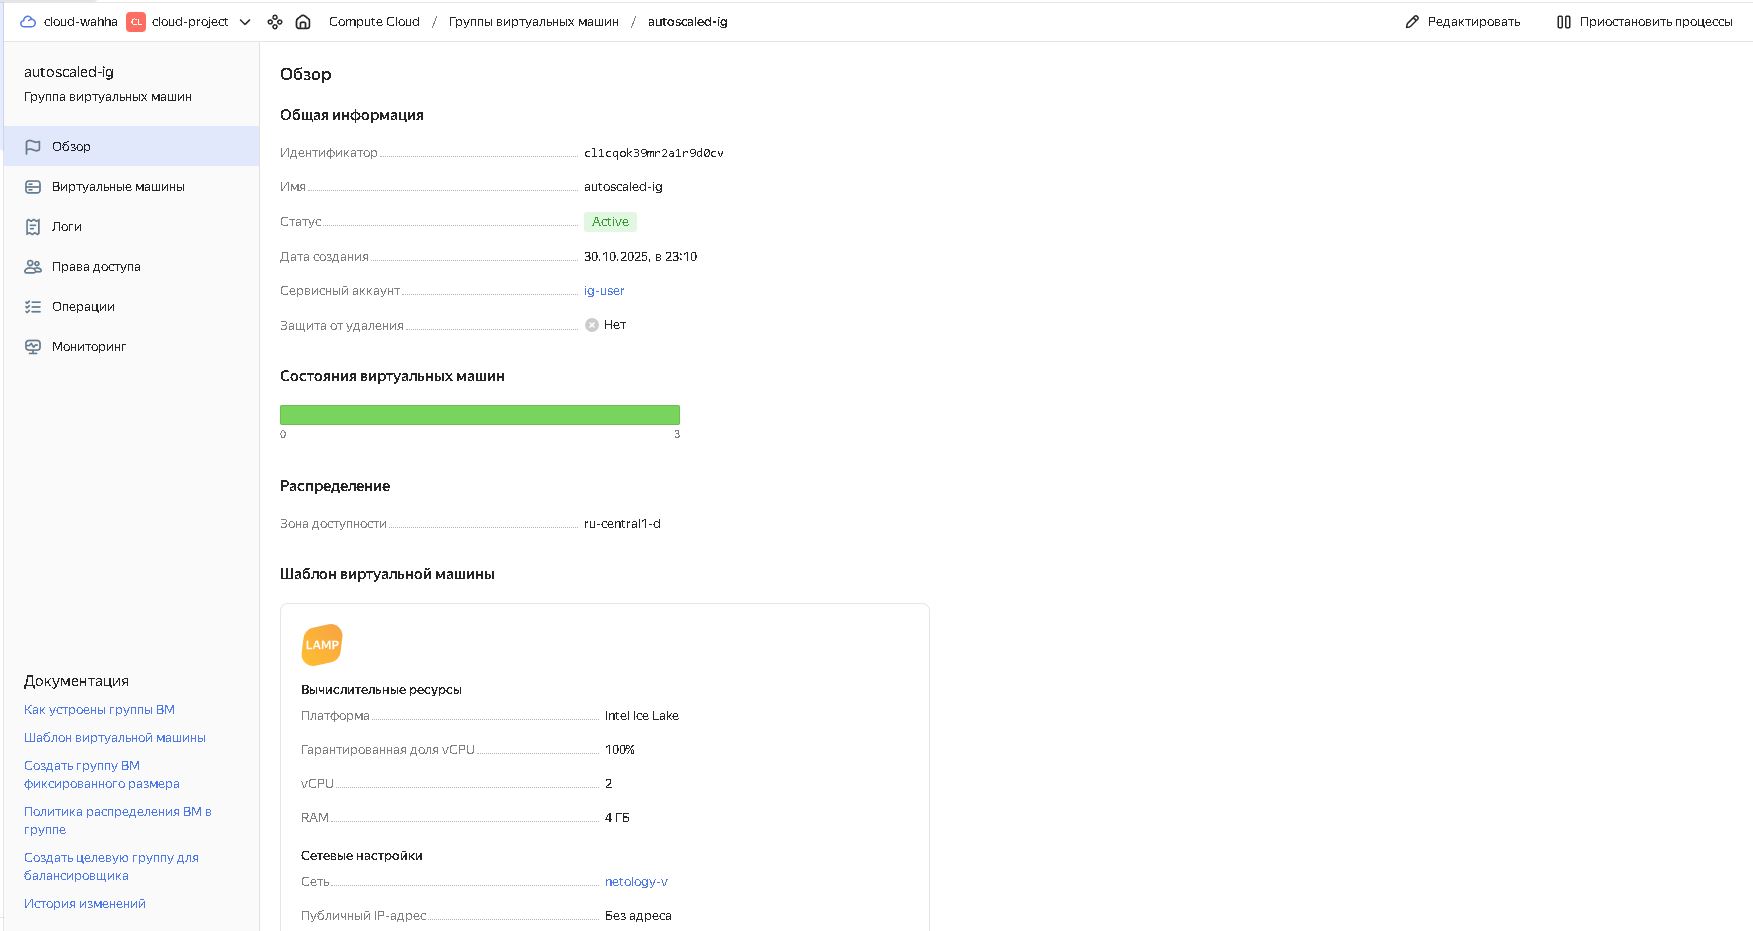 cloud-wahha CL cloud-project Compute Cloud / Группы виртуальных машин / autoscaled-ig Редактировать Приостановить процессы
autoscaled-ig
Группа виртуальных машин
Обзор
Виртуальные машины
Логи
Права доступа
Операции
Мониторинг
Документация
Как устроены группы ВМ
Шаблон виртуальной машины
Создать группу ВМ
фиксированного размера
Политика распределения ВМ в
группе
Создать целевую группу для
балансировщика
История изменений
Обзор
Общая информация
Идентификатор cl1cqok39mr2a1r9d0cv
Имя autoscaled-ig
Статус Active
Дата создания 30.10.2025, в 23:10
Сервисный аккаунт ig-user
Защита от удаления Нет
Состояния виртуальных машин
0 3
Распределение
Зона доступности ru-central1-d
Шаблон виртуальной машины
LAMP
Вычислительные ресурсы
Платформа Intel Ice Lake
Гарантированная доля vCPU 100%
vCPU 2
RAM 4 ГБ
Сетевые настройки
Сеть netology-v
Публичный IP-адрес Без адреса